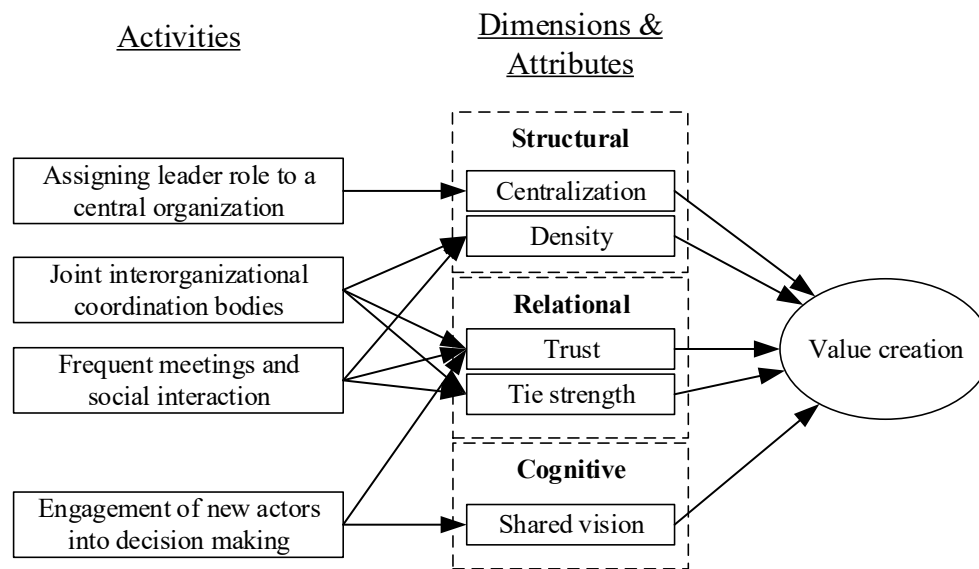 Activities
Dimensions &
Attributes
Structural
Assigning leader role to a
central organization
Centralization
Density
Joint interorganizational
coordination bodies
Relational
Trust
Value creation
Frequent meetings and
social interaction
Tie strength
Cognitive
Engagement of new actors
into decision making
Shared vision